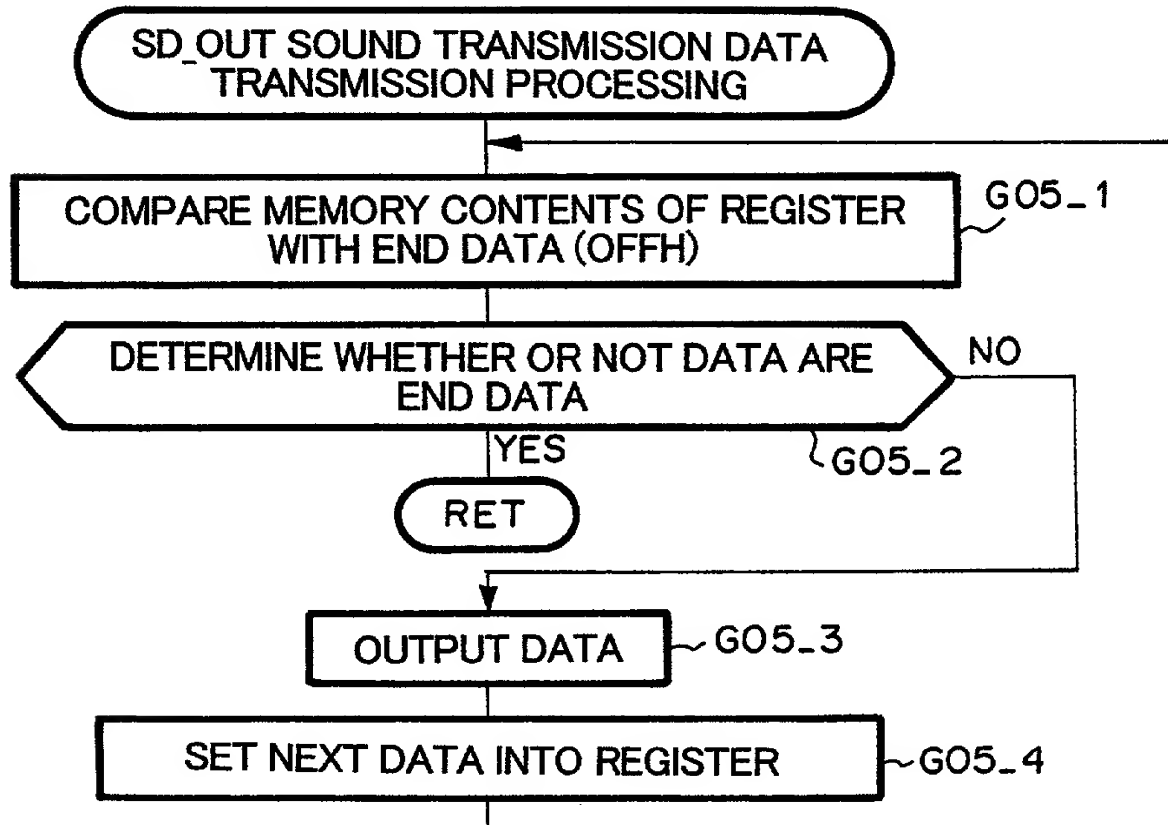 SD_OUT SOUND TRANSMISSION DATA
TRANSMISSION PROCESSING
COMPARE MEMORY CONTENTS OF REGISTER
WITH END DATA (OFFH)
G05_1
DETERMINE WHETHER OR NOT DATA ARE
END DATA
NO
YES
G05_2
RET
OUTPUT DATA
G05_3
SET NEXT DATA INTO REGISTER
G05_4